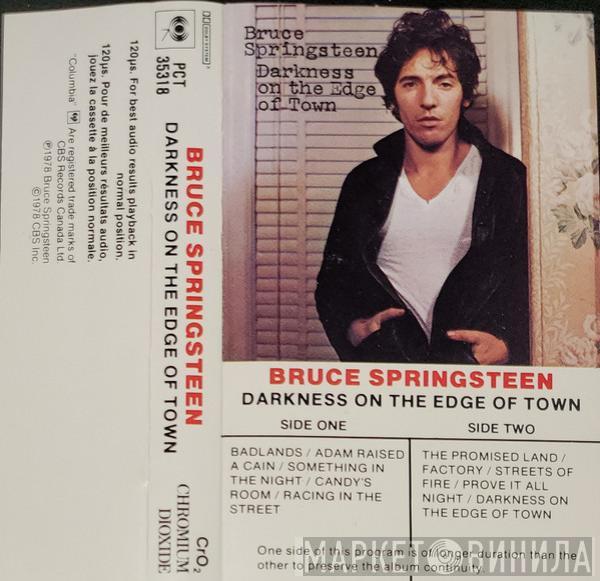 Bruce
Springsteen
Darkness
on the Edge
of Town
BRUCE SPRINGSTEEN
DARKNESS ON THE EDGE OF TOWN
SIDE ONE
BADLANDS / ADAM RAISED
A CAIN / SOMETHING IN
THE NIGHT / CANDY'S
ROOM / RACING IN THE
STREET
SIDE TWO
THE PROMISED LAND /
FACTORY / STREETS OF
FIRE / PROVE IT ALL
NIGHT / DARKNESS ON
THE EDGE OF TOWN
One side of this program is of longer duration than the
other to preserve the album continuity.
DOLBY SYSTEM
PCT
35318
BRUCE SPRINGSTEEN
DARKNESS ON THE EDGE OF TOWN
CrO₂
CHROMIUM
DIOXIDE
120µs. For best audio results playback in
normal position.
120µs. Pour de meilleurs résultats audio,
jouez la cassette à la position normale.
"Columbia", Are registered trade marks of
CBS Records Canada Ltd.
℗1978 Bruce Springsteen
©1978 CBS Inc.
МАРКЕТ ВИНИЛА